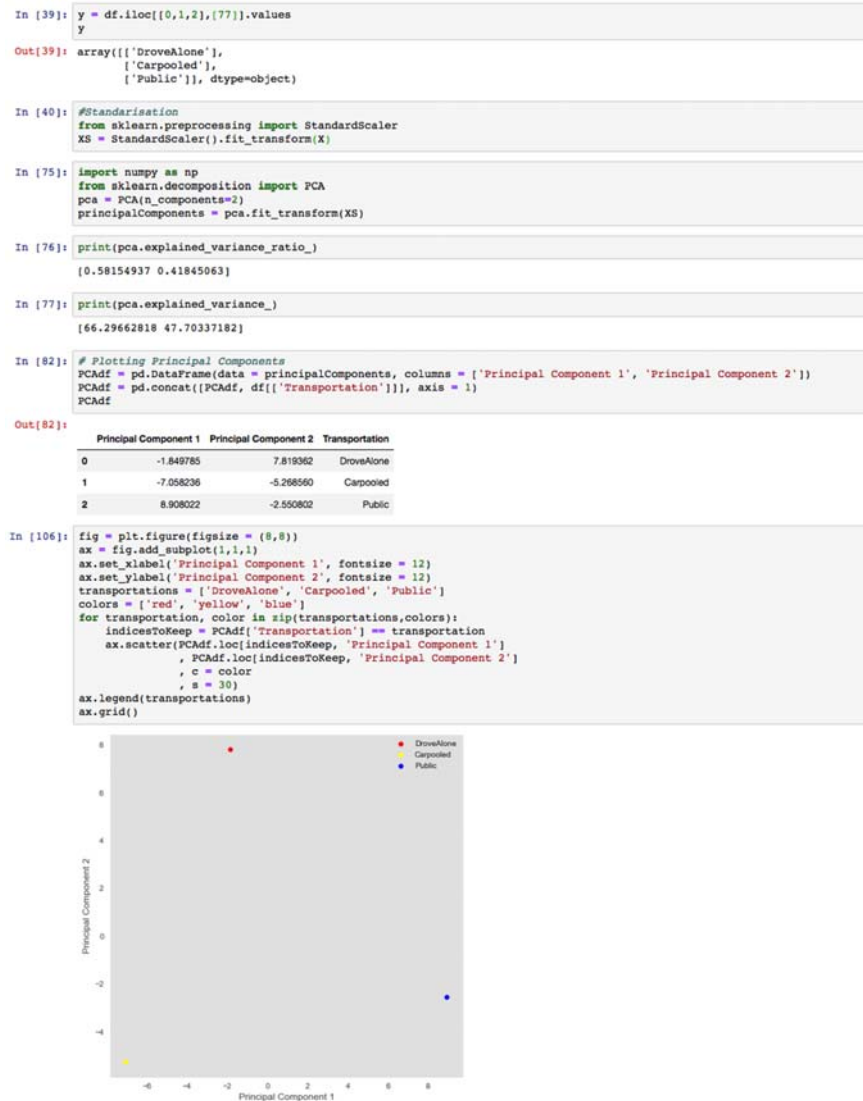 In [39]: y = df.iloc[[0,1,2],[77]].values
y
Out[39]: array([['DroveAlone'],
['Carpooled'],
['Public']], dtype=object)
In [40]: #Standarisation
from sklearn.preprocessing import StandardScaler
XS = StandardScaler().fit_transform(X)
In [75]: import numpy as np
from sklearn.decomposition import PCA
pca = PCA(n_components=2)
principalComponents = pca.fit_transform(XS)
In [76]: print(pca.explained_variance_ratio_)
[0.58154937 0.41845063]
In [77]: print(pca.explained_variance_)
[66.29662818 47.70337182]
In [82]: # Plotting Principal Components
PCAdf = pd.DataFrame(data = principalComponents, columns = ['Principal Component 1', 'Principal Component 2'])
PCAdf = pd.concat([PCAdf, df[['Transportation']]], axis = 1)
PCAdf
Out[82]:
Principal Component 1 Principal Component 2 Transportation
0 -1.849785 7.819362 DroveAlone
1 -7.058236 -5.268560 Carpooled
2 8.908022 -2.550802 Public
In [106]: fig = plt.figure(figsize = (8,8))
ax = fig.add_subplot(1,1,1)
ax.set_xlabel('Principal Component 1', fontsize = 12)
ax.set_ylabel('Principal Component 2', fontsize = 12)
transportations = ['DroveAlone', 'Carpooled', 'Public']
colors = ['red', 'yellow', 'blue']
for transportation, color in zip(transportations,colors):
indicesToKeep = PCAdf['Transportation'] == transportation
ax.scatter(PCAdf.loc[indicesToKeep, 'Principal Component 1']
, PCAdf.loc[indicesToKeep, 'Principal Component 2']
, c = color
, s = 30)
ax.legend(transportations)
ax.grid()
DroveAlone
Carpooled
Public
8
6
4
2
0
-2
-4
Principal Component 2
-6 -4 -2 0 2 4 6 8
Principal Component 1